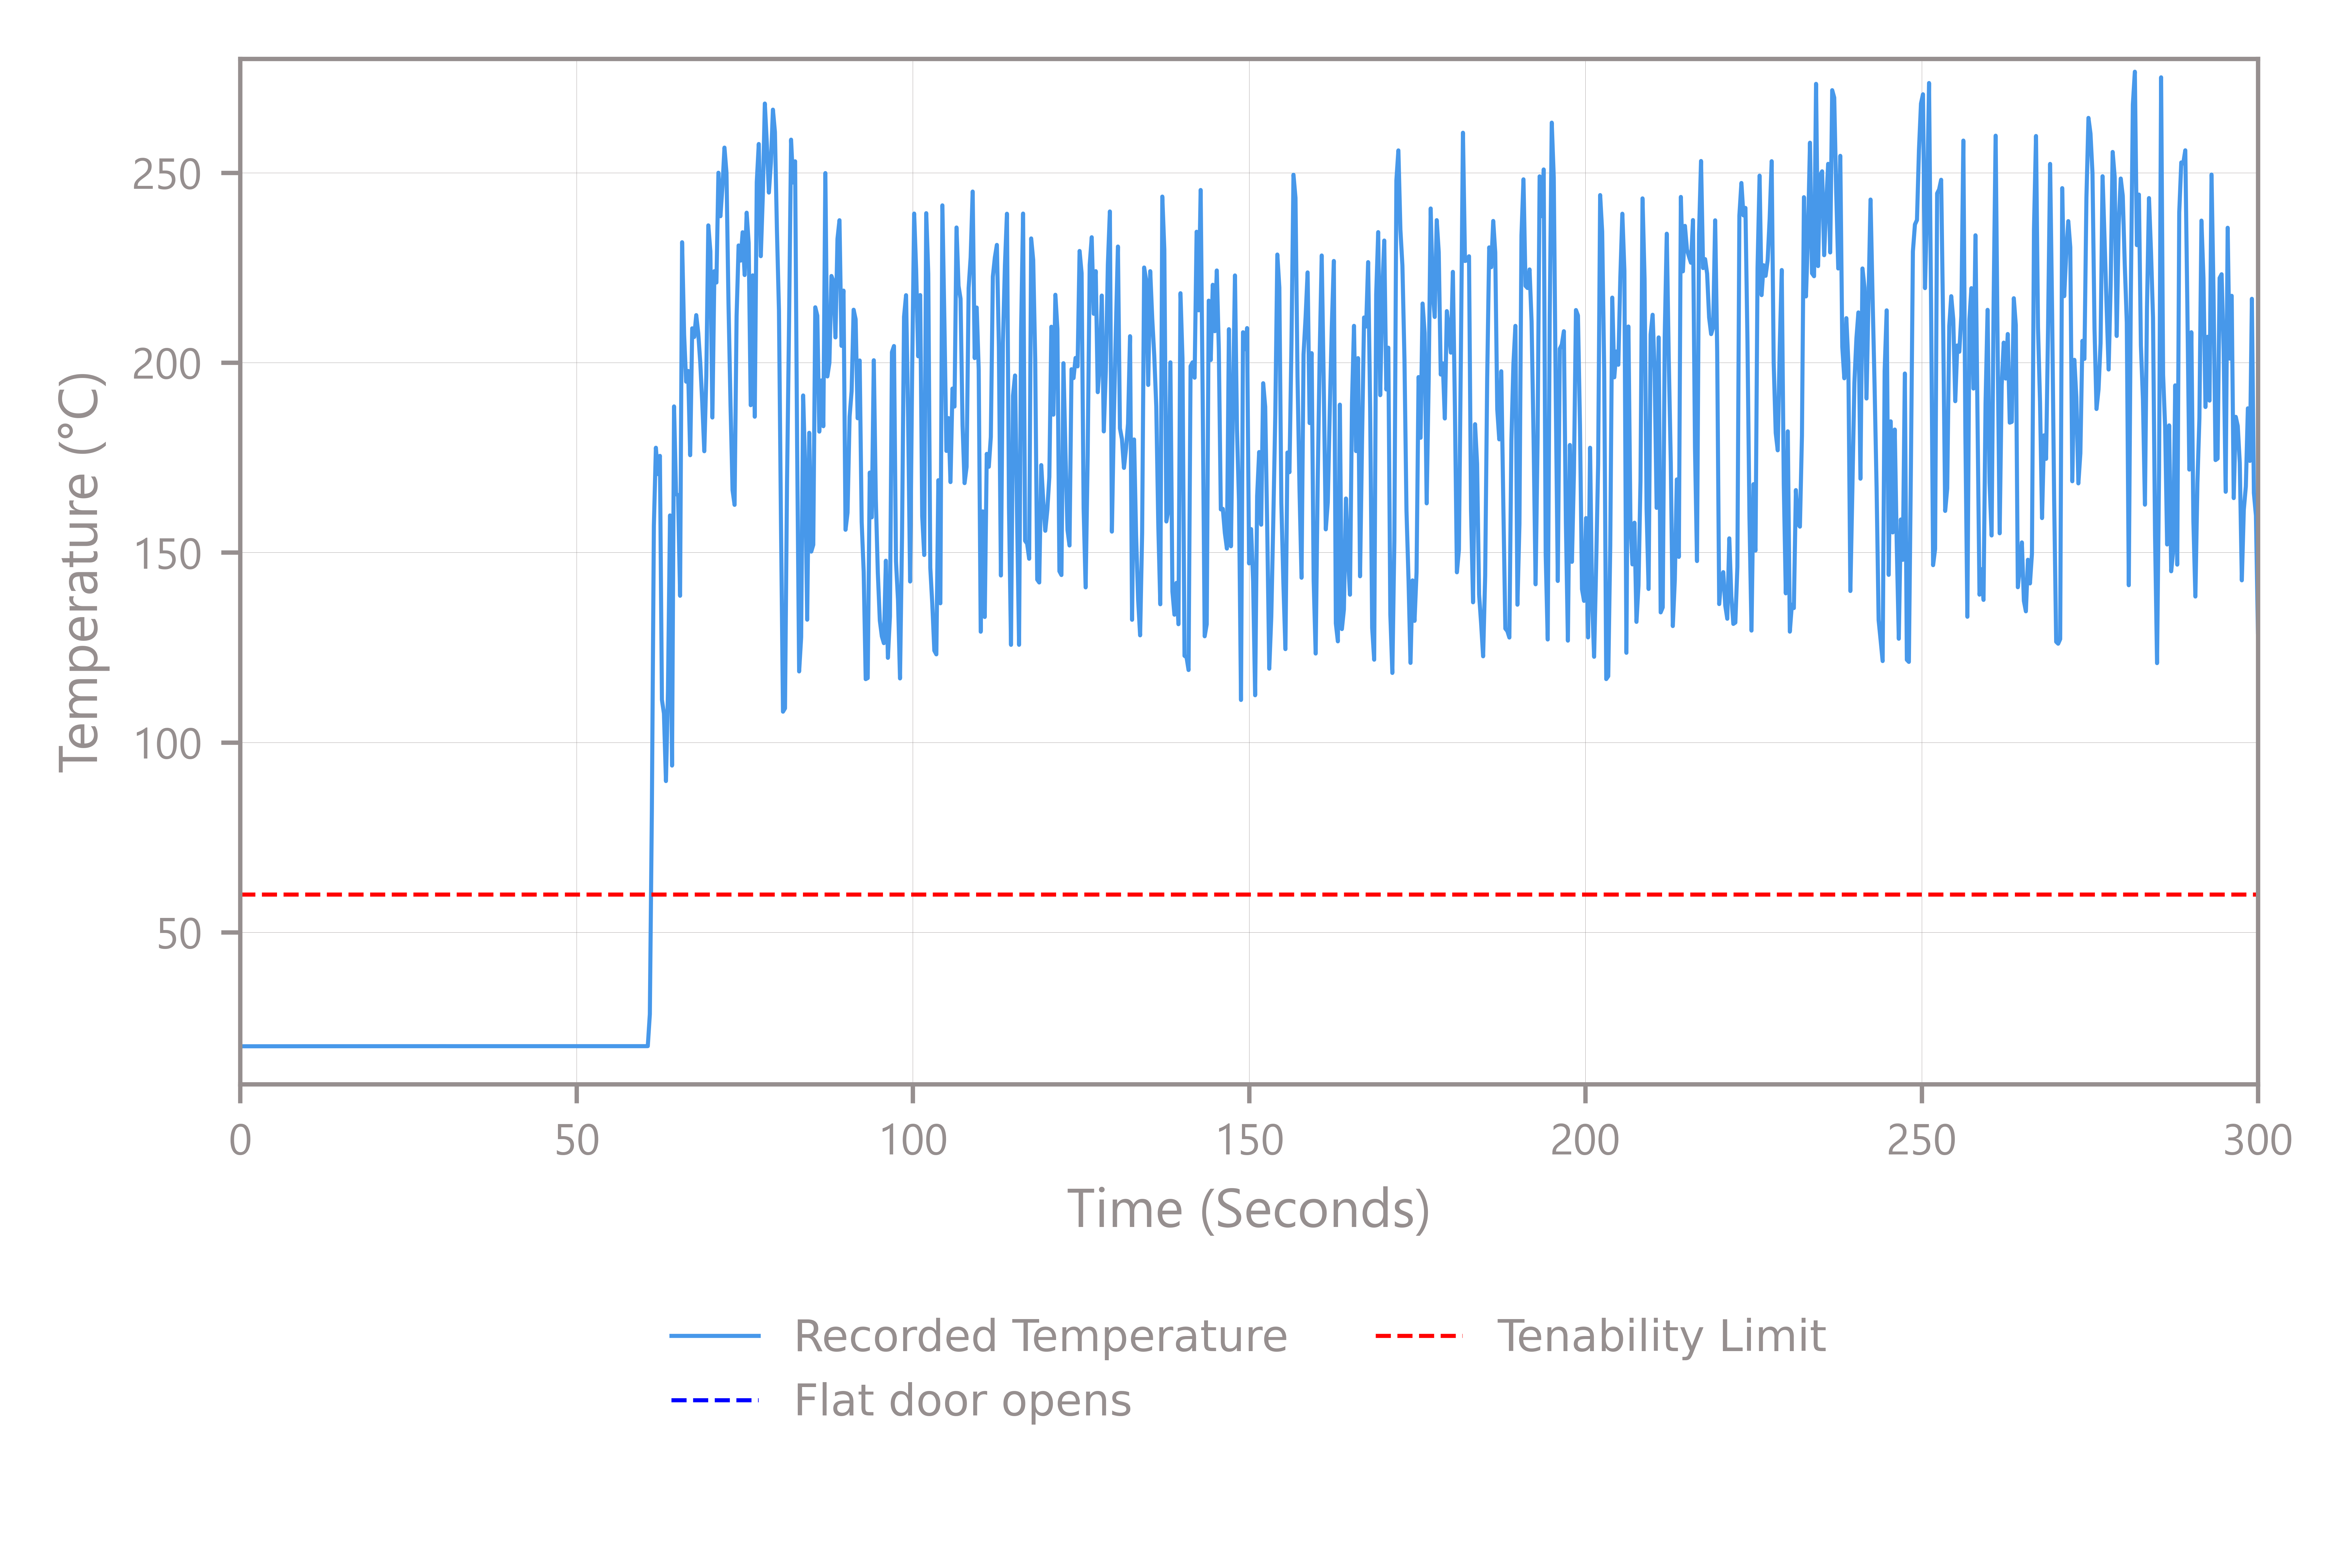 250
200
150
100
50
Temperature (°C)
0 50 100 150 200 250 300
Time (Seconds)
Recorded Temperature Tenability Limit
Flat door opens